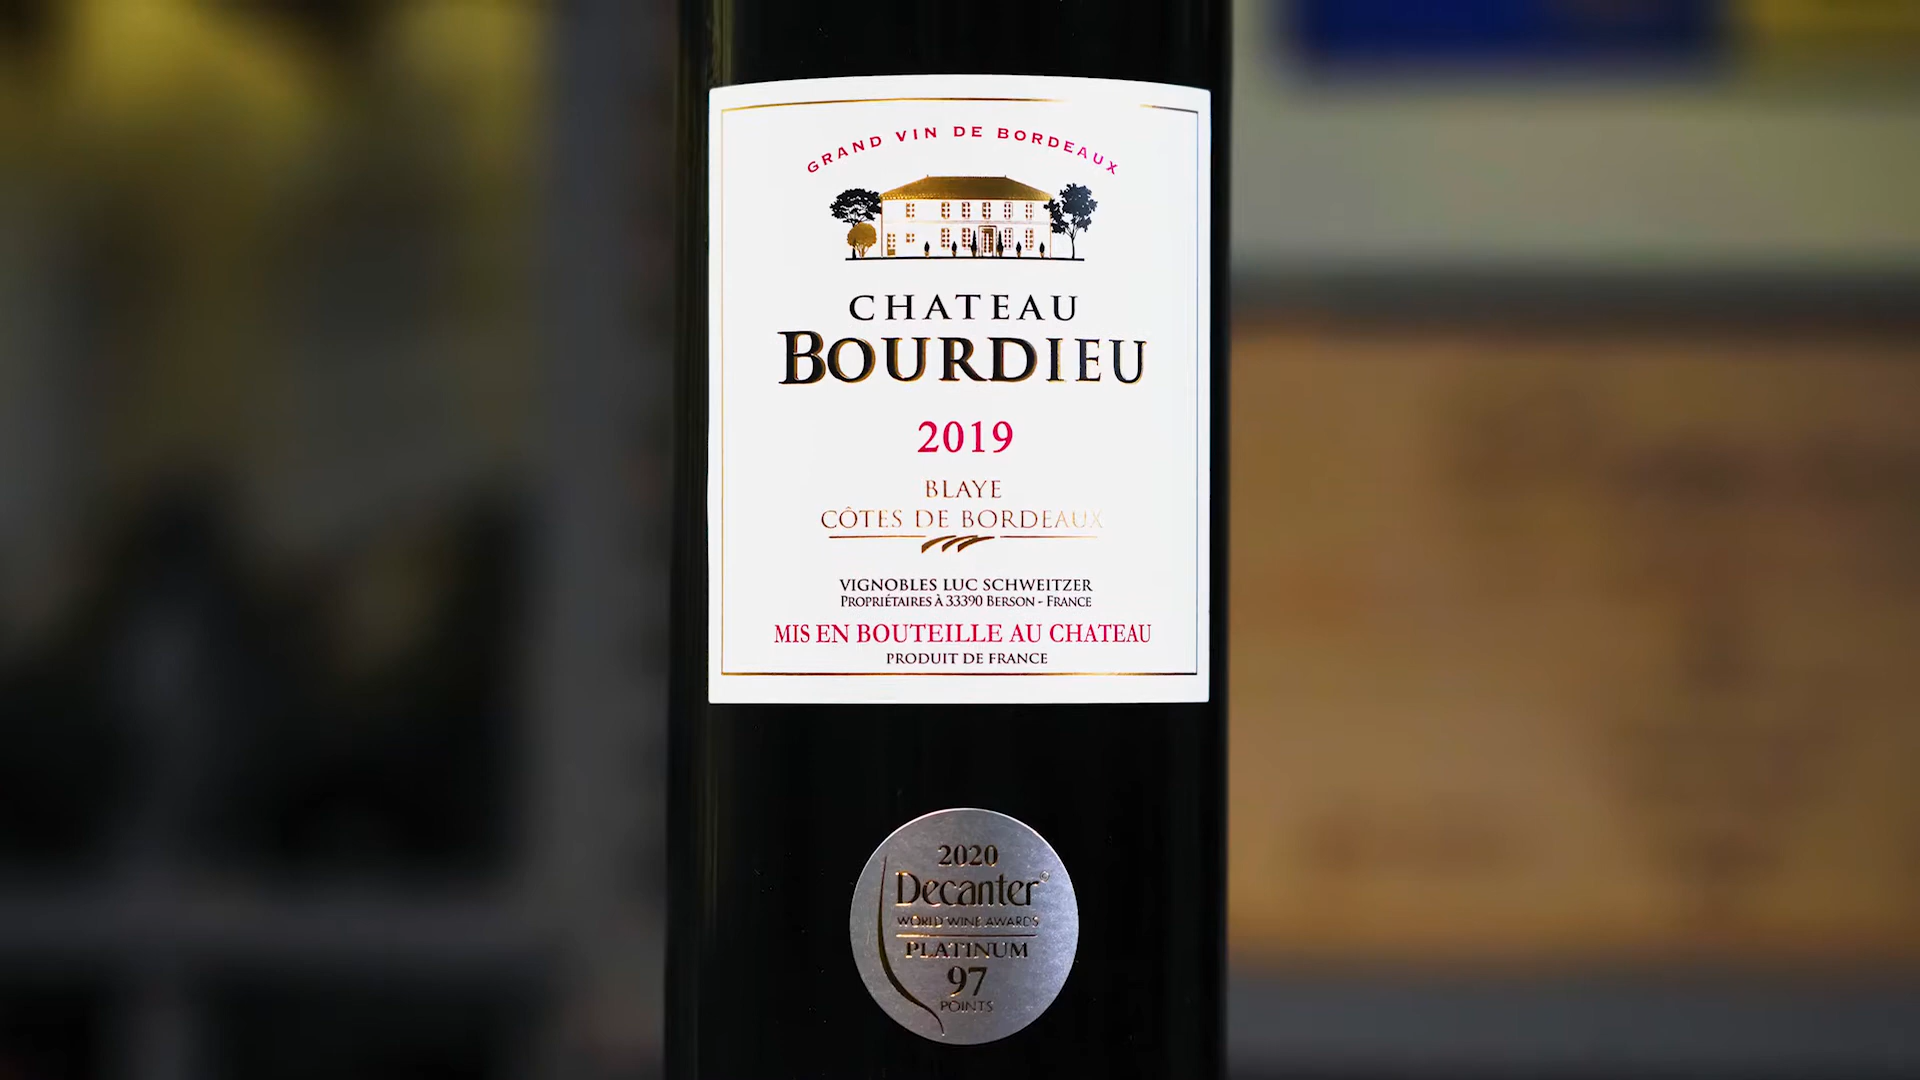 GRAND VIN DE BORDEAUX
CHATEAU
BOURDIEU
2019
BLAYE
CÔTES DE BORDEAUX
VIGNOBLES LUC SCHWEITZER
PROPRIÉTAIRES À 33390 BERSON - FRANCE
MIS EN BOUTEILLE AU CHATEAU
PRODUIT DE FRANCE
2020
Decanter©
WORLD WINE AWARDS
PLATINUM
97
POINTS